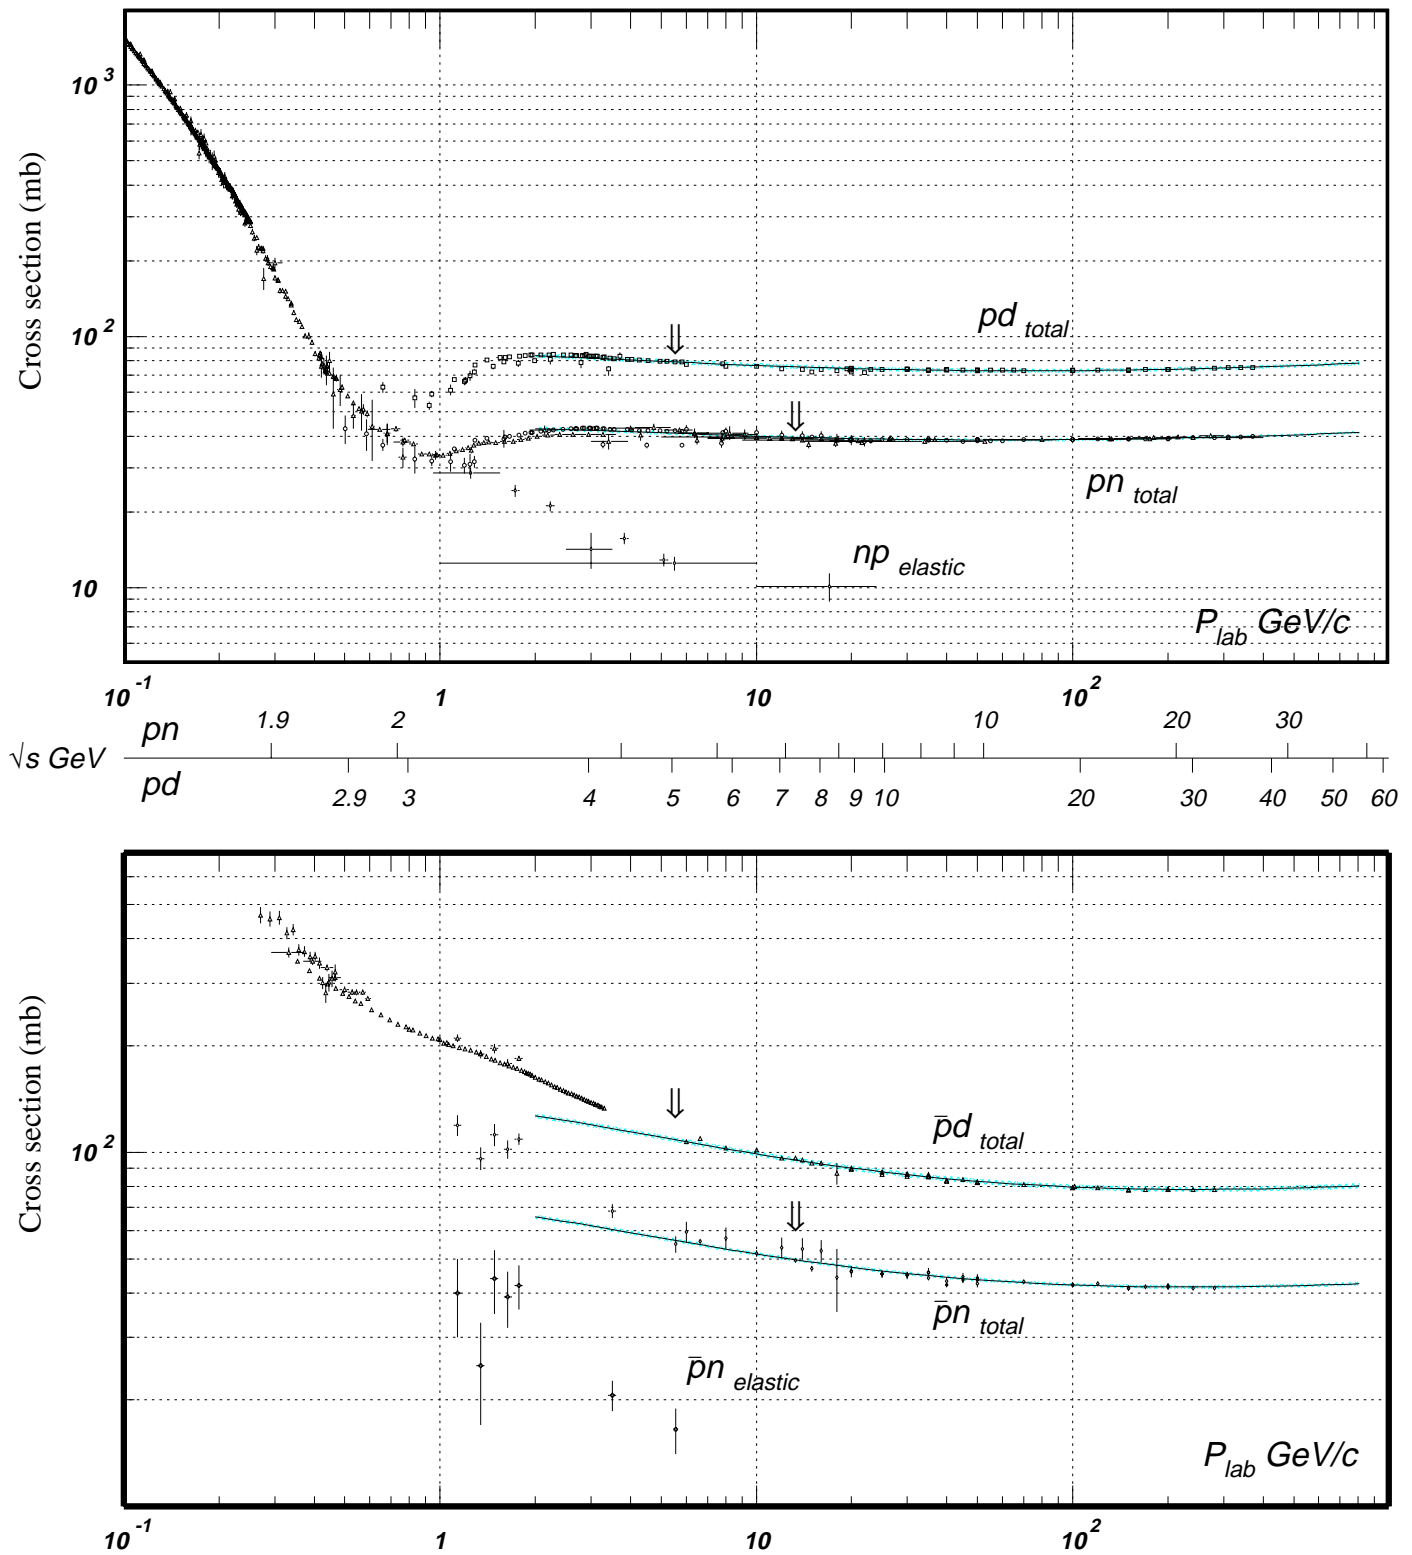 10³
Cross section (mb)
10²
10
pd total
pn total
np elastic
P lab GeV/c
10⁻¹ 1 10 10²
pn 1.9 2 10 20 30
√s GeV
pd 2.9 3 4 5 6 7 8 9 10 20 30 40 50 60
Cross section (mb)
10²
p̅d total
p̅n total
p̅n elastic
P lab GeV/c
10⁻¹ 1 10 10²